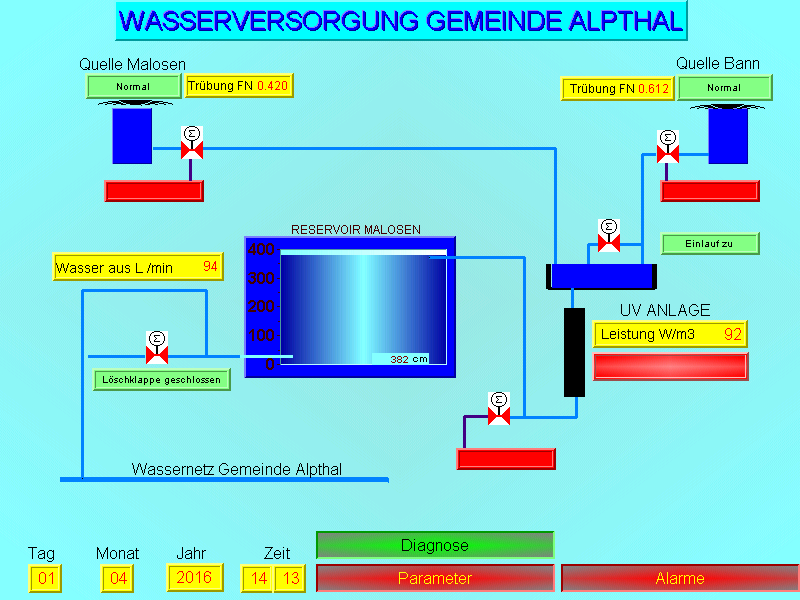 WASSERVERSORGUNG GEMEINDE ALPTHAL
Quelle Malosen
Normal
Trübung FN 0.420
Quelle Bann
Trübung FN 0.612
Normal
Σ
Σ
Σ
Einlauf zu
RESERVOIR MALOSEN
400
300
200
100
0
382 cm
Wasser aus L /min 94
Σ
Löschklappe geschlossen
UV ANLAGE
Leistung W/m3 92
Σ
Wassernetz Gemeinde Alpthal
Tag
Monat
Jahr
Zeit
01
04
2016
14 13
Diagnose
Parameter
Alarme